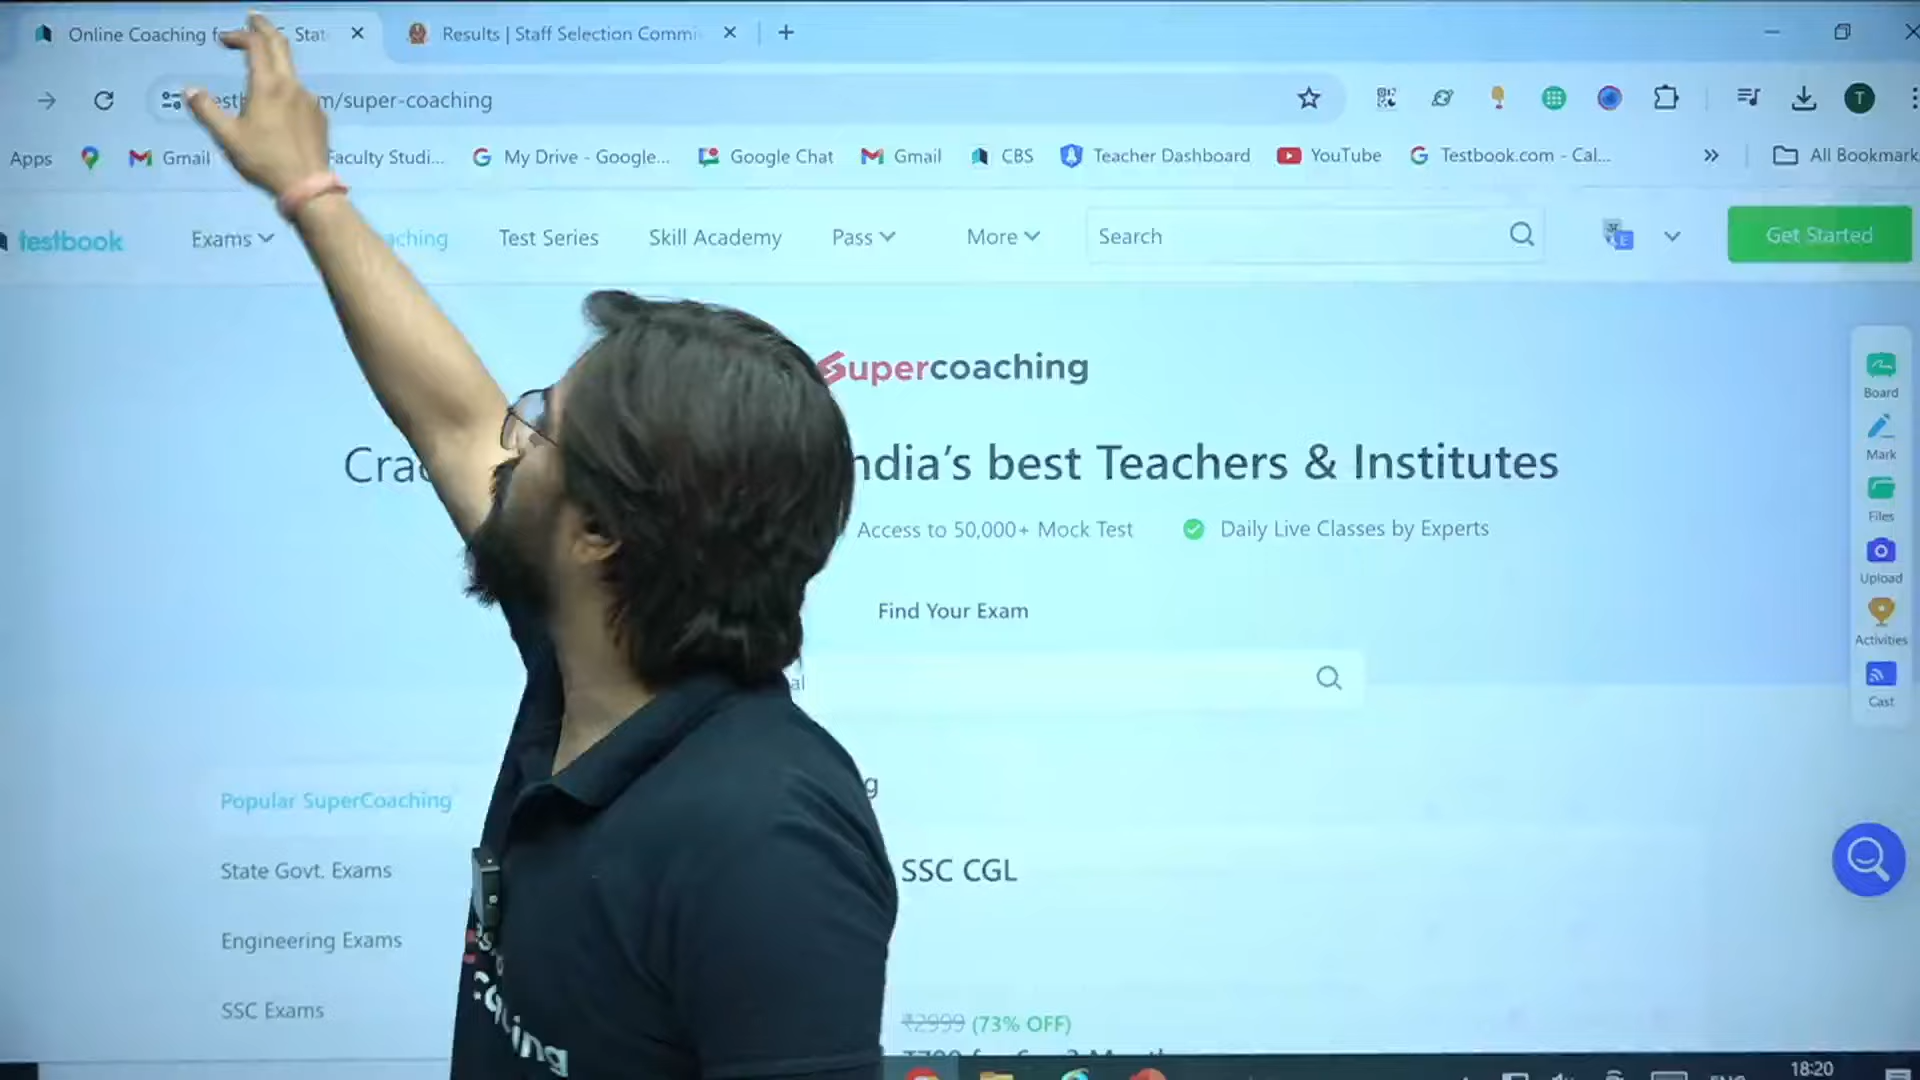 Online Coaching Stat
Results | Staff Selection Commi
/super-coaching
T
Apps
Gmail
Faculty Studi...
My Drive - Google...
Google Chat
Gmail
CBS
Teacher Dashboard
YouTube
Testbook.com - Cal...
All Bookmark
testbook
Exams
Test Series
Skill Academy
Pass
More
Search
E
Get Started
Supercoaching
India's best Teachers & Institutes
Access to 50,000+ Mock Test
Daily Live Classes by Experts
Find Your Exam
Board
Mark
Files
Upload
Activities
Cast
Popular SuperCoaching
State Govt. Exams
Engineering Exams
SSC Exams
SSC CGL
₹2999 (73% OFF)
18:20